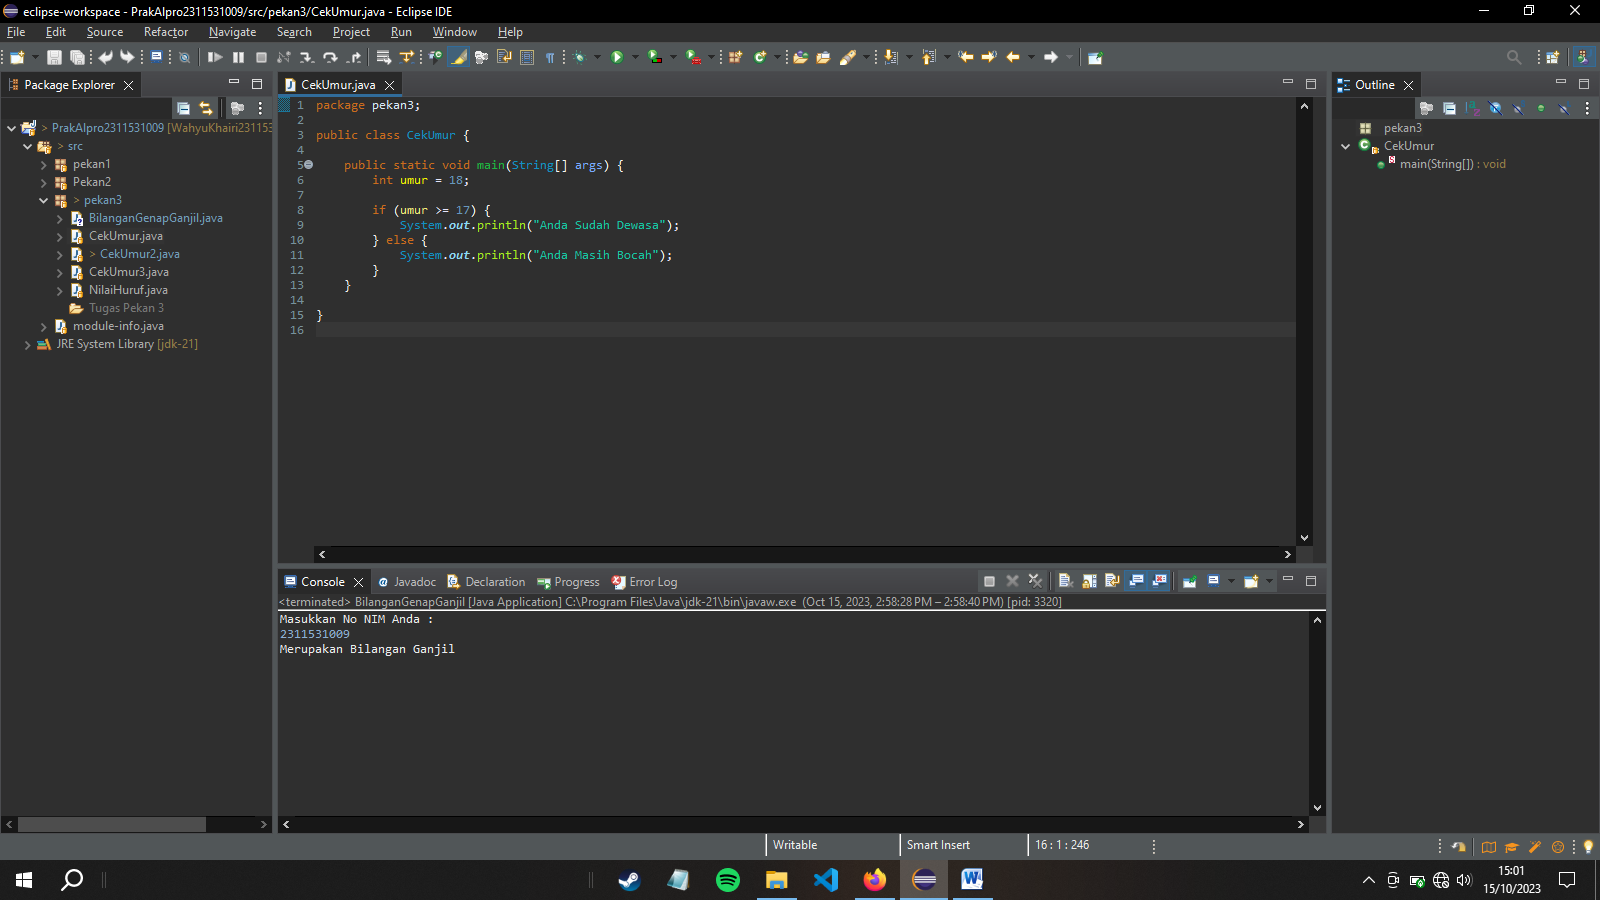 eclipse-workspace - PrakAlpro2311531009/src/pekan3/CekUmur.java - Eclipse IDE
File Edit Source Refactor Navigate Search Project Run Window Help
Package Explorer
> PrakAlpro2311531009 [WahyuKhairi231153
> src
pekan1
Pekan2
> pekan3
BilanganGenapGanjil.java
CekUmur.java
> CekUmur2.java
CekUmur3.java
NilaiHuruf.java
Tugas Pekan 3
module-info.java
JRE System Library [jdk-21]
CekUmur.java
1 package pekan3;
2
3 public class CekUmur {
4
5 public static void main(String[] args) {
6 int umur = 18;
7
8 if (umur >= 17) {
9 System.out.println("Anda Sudah Dewasa");
10 } else {
11 System.out.println("Anda Masih Bocah");
12 }
13 }
14
15 }
16
Outline
pekan3
CekUmur
main(String[]) : void
Console Javadoc Declaration Progress Error Log
<terminated> BilanganGenapGanjil [Java Application] C:\Program Files\Java\jdk-21\bin\javaw.exe (Oct 15, 2023, 2:58:28 PM – 2:58:40 PM) [pid: 3320]
Masukkan No NIM Anda :
2311531009
Merupakan Bilangan Ganjil
Writable Smart Insert 16 : 1 : 246
15:01
15/10/2023